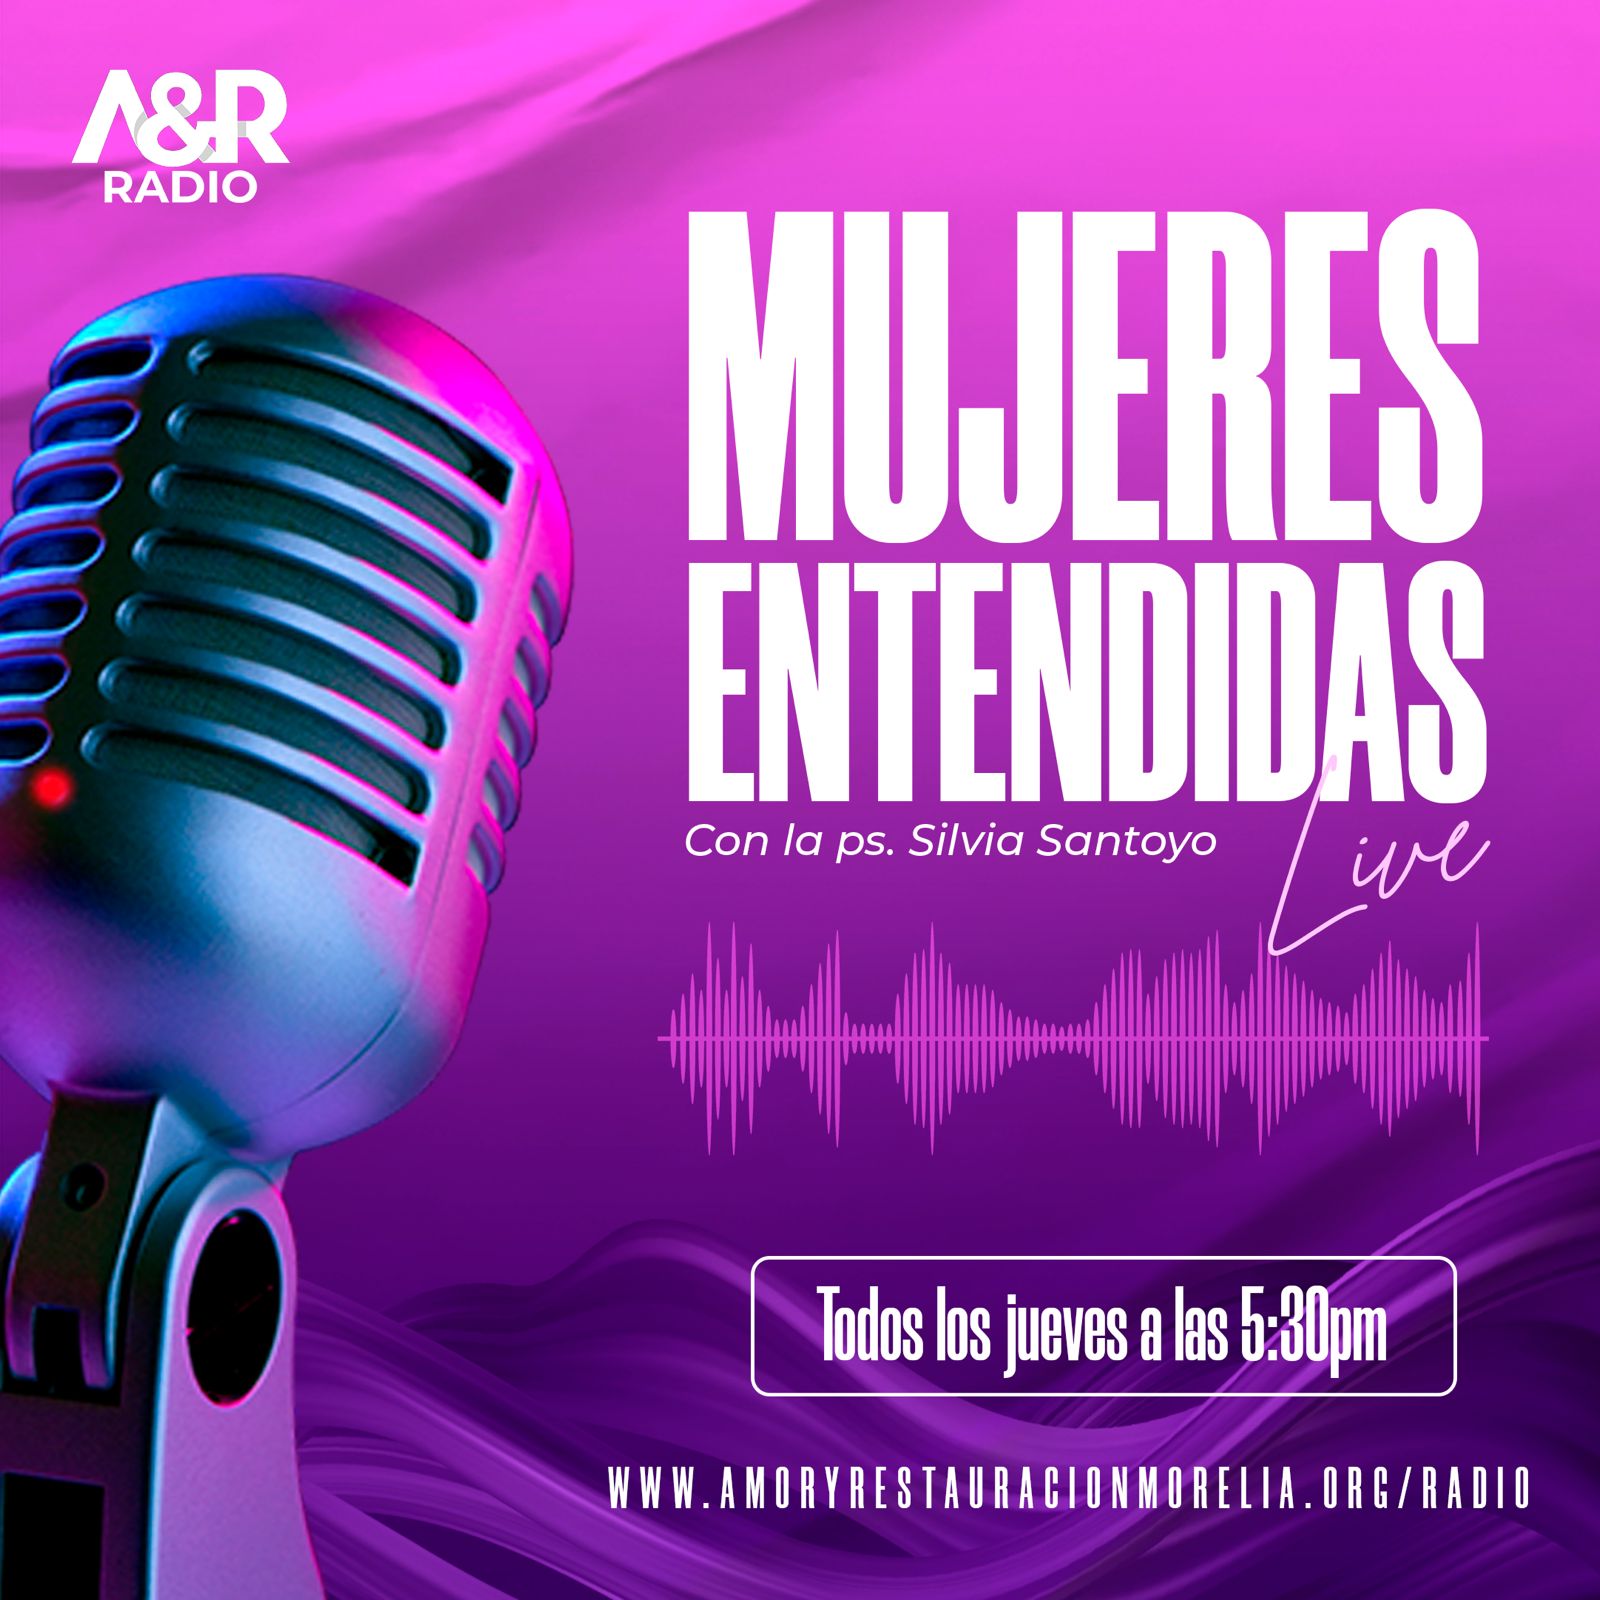 A&R
RADIO
MUJERES
ENTENDIDAS
Live
Con la ps. Silvia Santoyo
Todos los jueves a las 5:30pm
WWW.AMORYRESTAURACIONMORELIA.ORG/RADIO